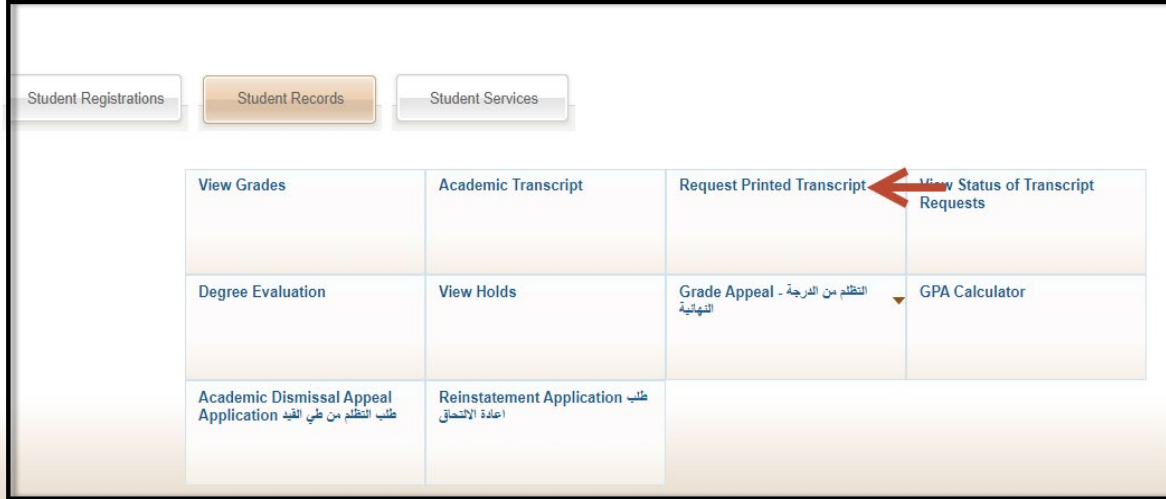 Student Registrations
Student Records
Student Services
View Grades
Academic Transcript
Request Printed Transcript
View Status of Transcript
Requests
Degree Evaluation
View Holds
Grade Appeal - التظلم من الدرجة
النهائية
GPA Calculator
Academic Dismissal Appeal
Application طلب التظلم من طي القيد
Reinstatement Application طلب
اعادة الالتحاق